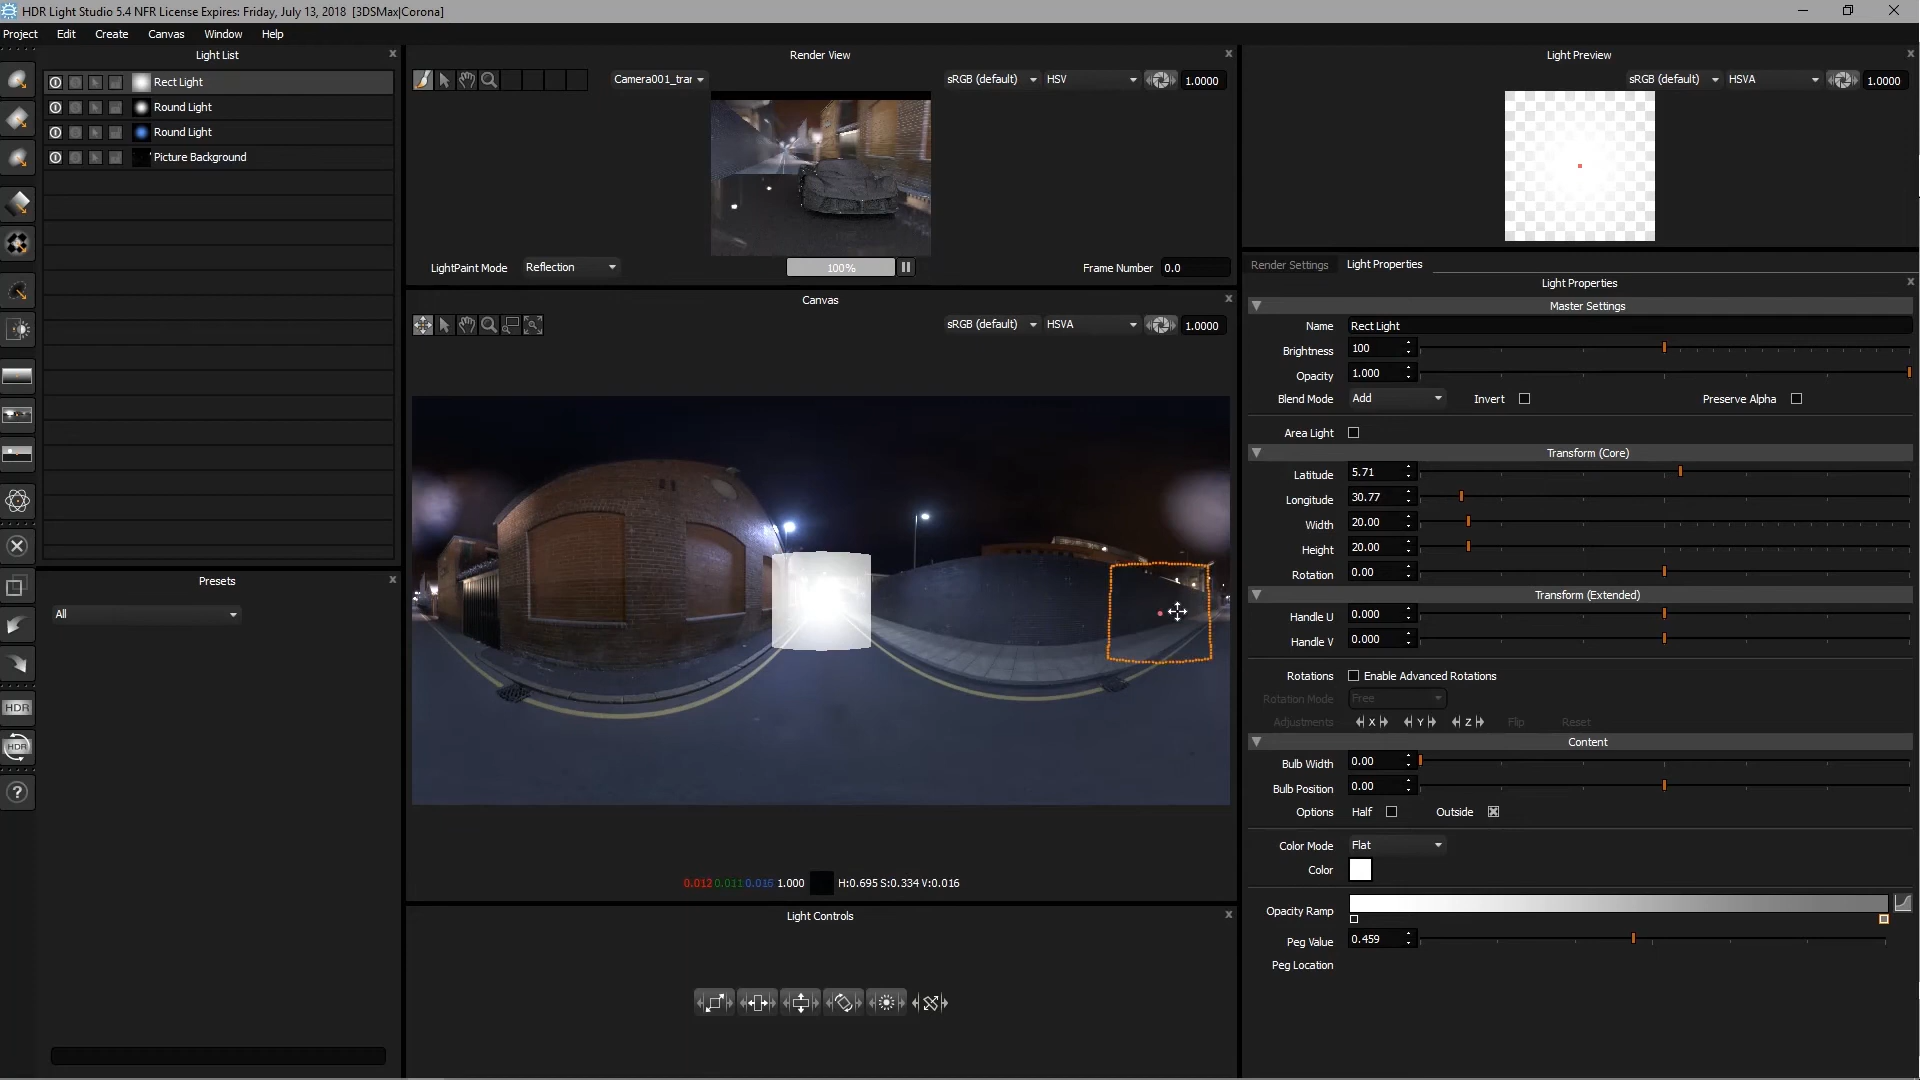 HDR Light Studio 5.4 NFR License Expires: Friday, July 13, 2018  [3DSMax|Corona]
Project Edit Create Canvas Window Help
Light List
Rect Light
Round Light
Round Light
Picture Background
Presets
All
HDR
HDR
?
Render View
Camera001_trar
sRGB (default)
HSV
1.0000
LightPaint Mode
Reflection
100%
Frame Number
0.0
Canvas
sRGB (default)
HSVA
1.0000
0.012 0.011 0.016 1.000 H:0.695 S:0.334 V:0.016
Light Controls
Light Preview
sRGB (default)
HSVA
1.0000
Render Settings
Light Properties
Light Properties
Master Settings
Name Rect Light
Brightness 100
Opacity 1.000
Blend Mode Add Invert Preserve Alpha
Area Light
Transform (Core)
Latitude 5.71
Longitude 30.77
Width 20.00
Height 20.00
Rotation 0.00
Transform (Extended)
Handle U 0.000
Handle V 0.000
Rotations Enable Advanced Rotations
Rotation Mode Free
Adjustments X Y Z Flip Reset
Content
Bulb Width 0.00
Bulb Position 0.00
Options Half Outside
Color Mode Flat
Color
Opacity Ramp
Peg Value 0.459
Peg Location